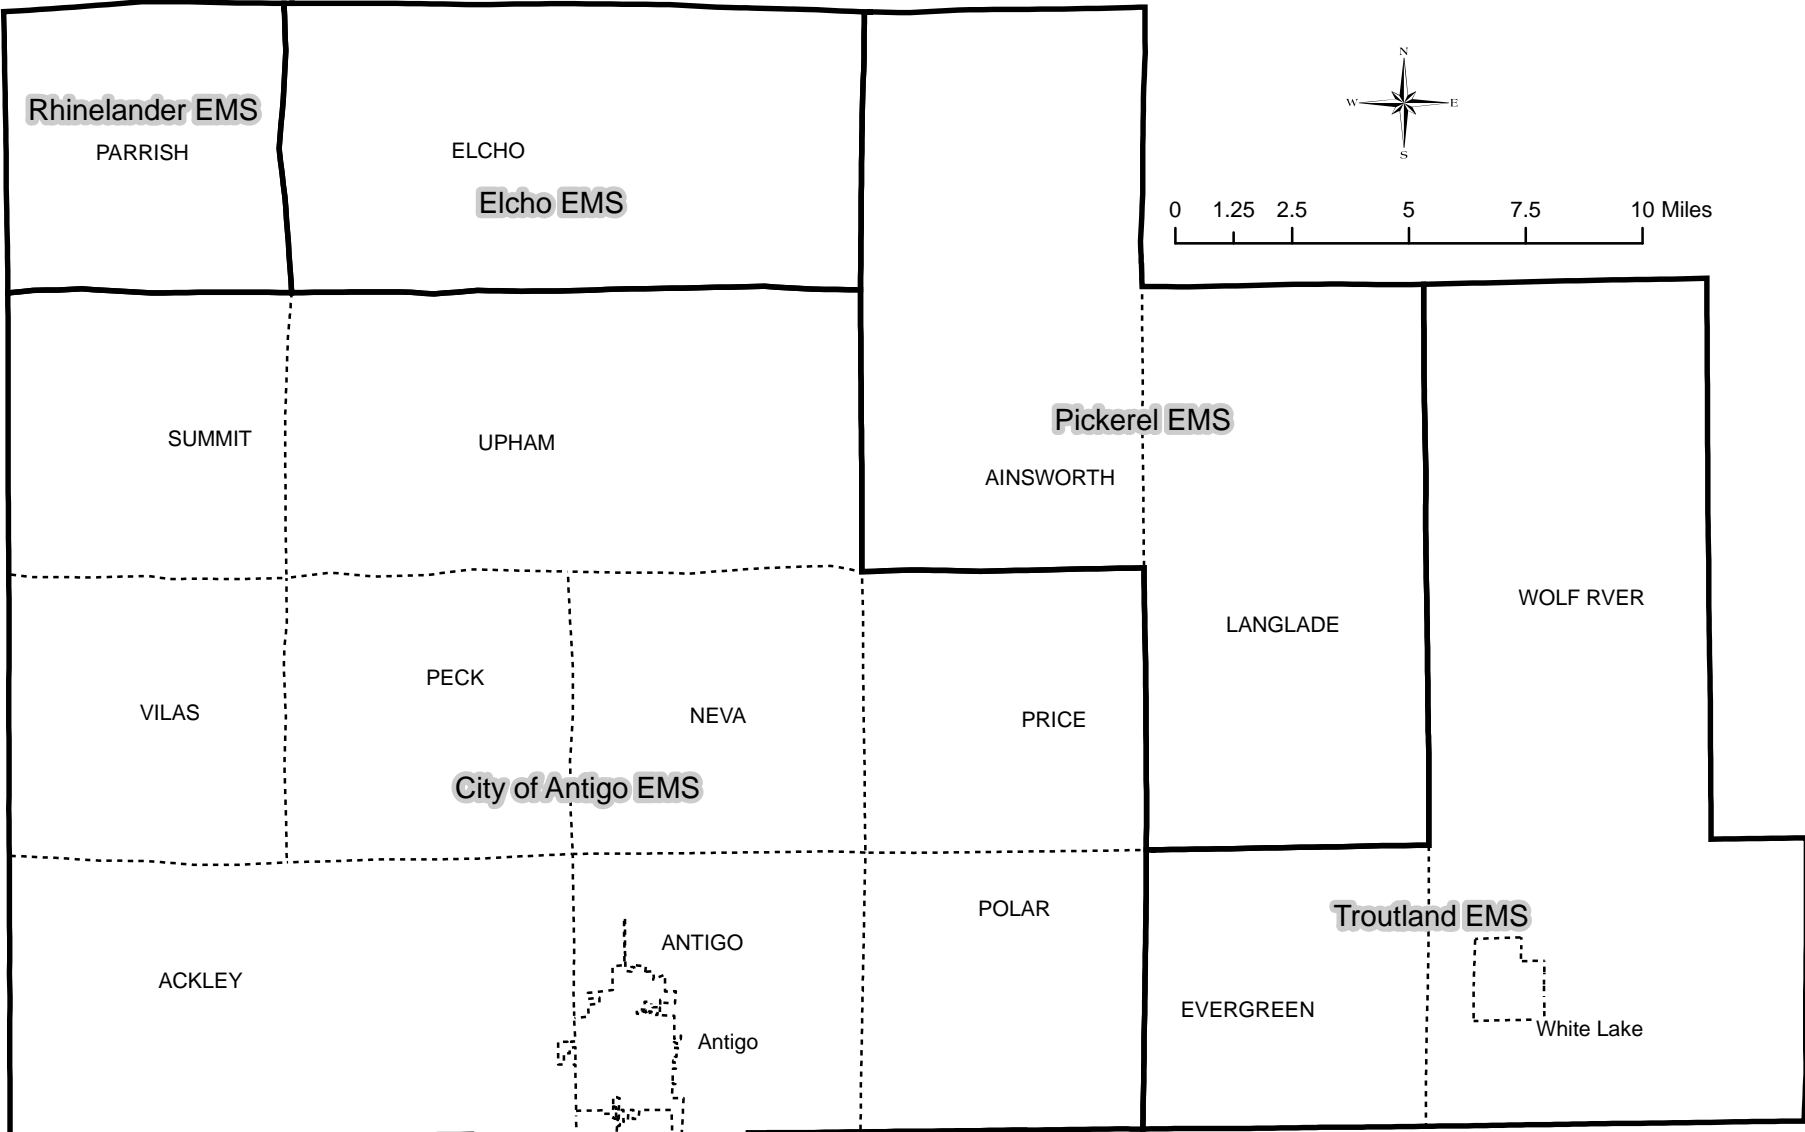 N
W E
S
Rhinelander EMS
PARRISH
ELCHO
Elcho EMS
0 1.25 2.5 5 7.5 10 Miles
SUMMIT
UPHAM
Pickerel EMS
AINSWORTH
WOLF RVER
LANGLADE
PECK
VILAS
NEVA
PRICE
City of Antigo EMS
POLAR
Troutland EMS
ANTIGO
ACKLEY
EVERGREEN
White Lake
Antigo